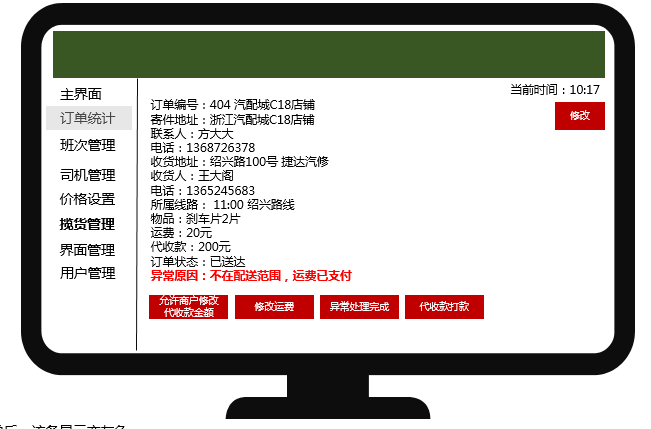 当前时间：10:17
主界面
订单统计
班次管理
司机管理
价格设置
揽货管理
界面管理
用户管理
订单编号：404 汽配城C18店铺
寄件地址：浙江汽配城C18店铺
联系人：方大大
电话：1368726378
收货地址：绍兴路100号 捷达汽修
收货人：王大阁
电话：1365245683
所属线路： 11:00 绍兴路线
物品：刹车片2片
运费：20元
代收款：200元
订单状态：已送达
异常原因：不在配送范围，运费已支付
修改
允许商户修改
代收款金额
修改运费
异常处理完成
代收款打款